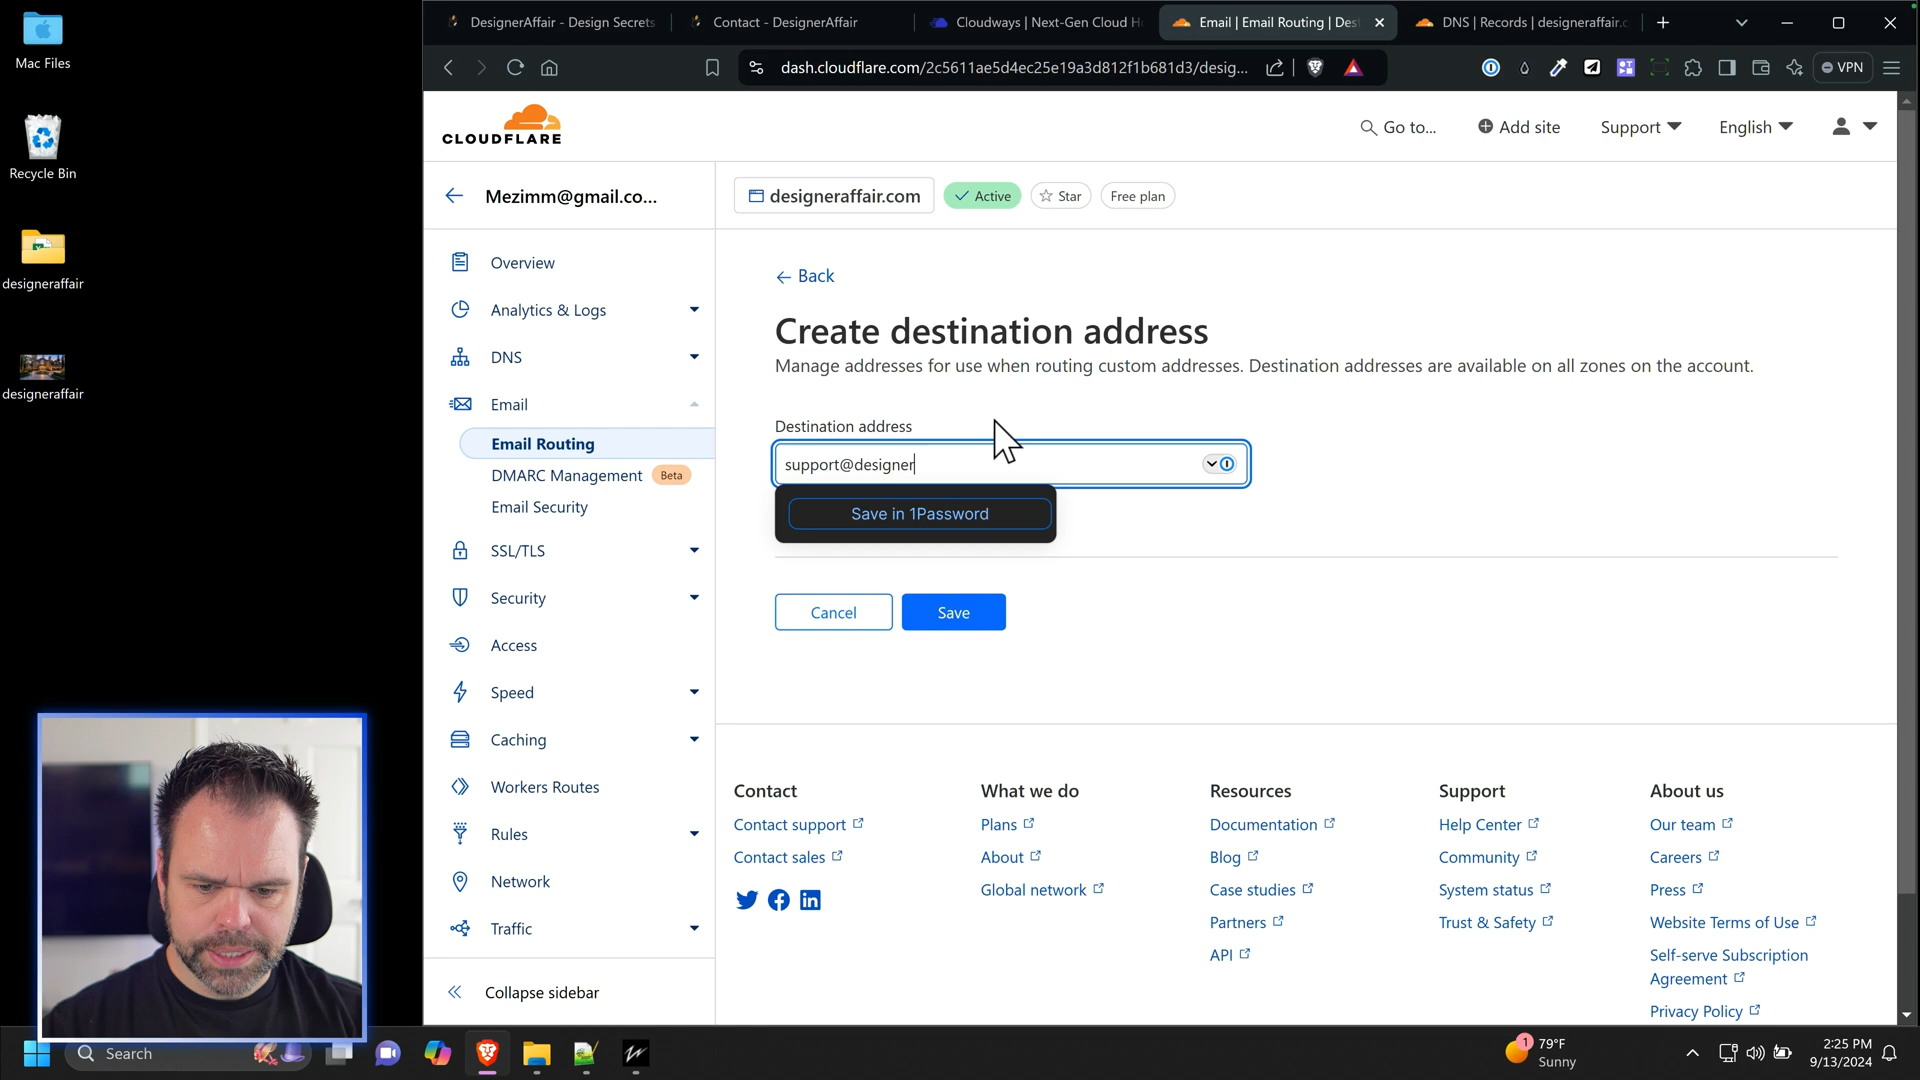 Mac Files
Recycle Bin
designeraffair
designeraffair
DesignerAffair - Design Secrets
Contact - DesignerAffair
Cloudways | Next-Gen Cloud H
Email | Email Routing | Des
DNS | Records | designeraffair.c
dash.cloudflare.com/2c5611ae5d4ec25e19a3d812f1b681d3/desig...
VPN
CLOUDFLARE
Go to...
Add site
Support
English
Mezimm@gmail.co...
designeraffair.com
Active
Star
Free plan
Overview
Analytics & Logs
DNS
Email
Email Routing
DMARC Management Beta
Email Security
SSL/TLS
Security
Access
Speed
Caching
Workers Routes
Rules
Network
Traffic
Collapse sidebar
Back
Create destination address
Manage addresses for use when routing custom addresses. Destination addresses are available on all zones on the account.
Destination address
support@designer
Save in 1Password
Cancel
Save
Contact
Contact support
Contact sales
What we do
Plans
About
Global network
Resources
Documentation
Blog
Case studies
Partners
API
Support
Help Center
Community
System status
Trust & Safety
About us
Our team
Careers
Press
Website Terms of Use
Self-serve Subscription
Agreement
Privacy Policy
Search
1
79°F
Sunny
2:25 PM
9/13/2024